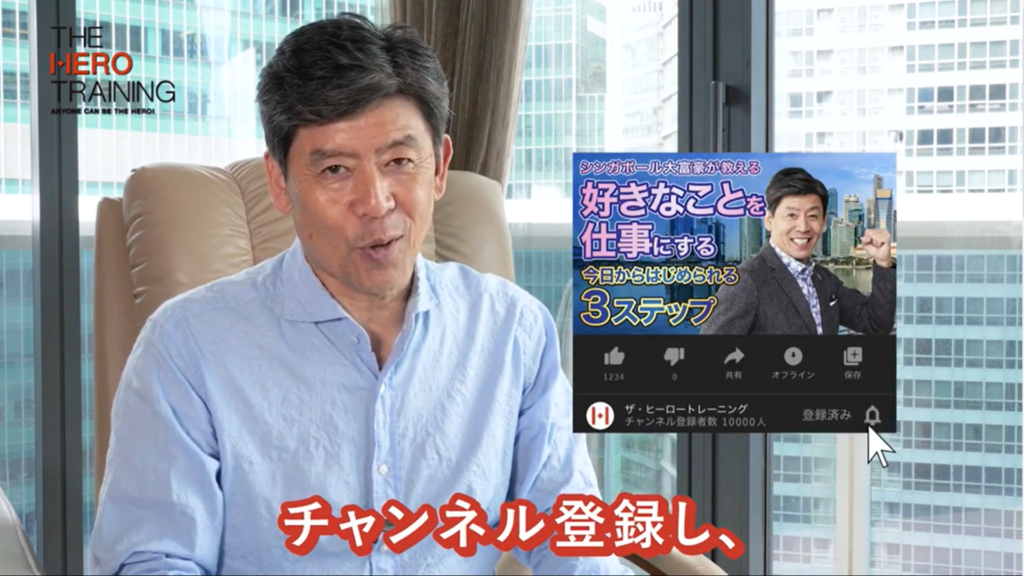 THE
HERO
TRAINING
ANYONE CAN BE THE HERO!
シンガポール大富豪が教える
好きなことを
仕事にする
今日からはじめられる
3ステップ
1234
0
共有
オフライン
保存
ザ・ヒーロートレーニング
チャンネル登録者数 10000人
登録済み
チャンネル登録し、